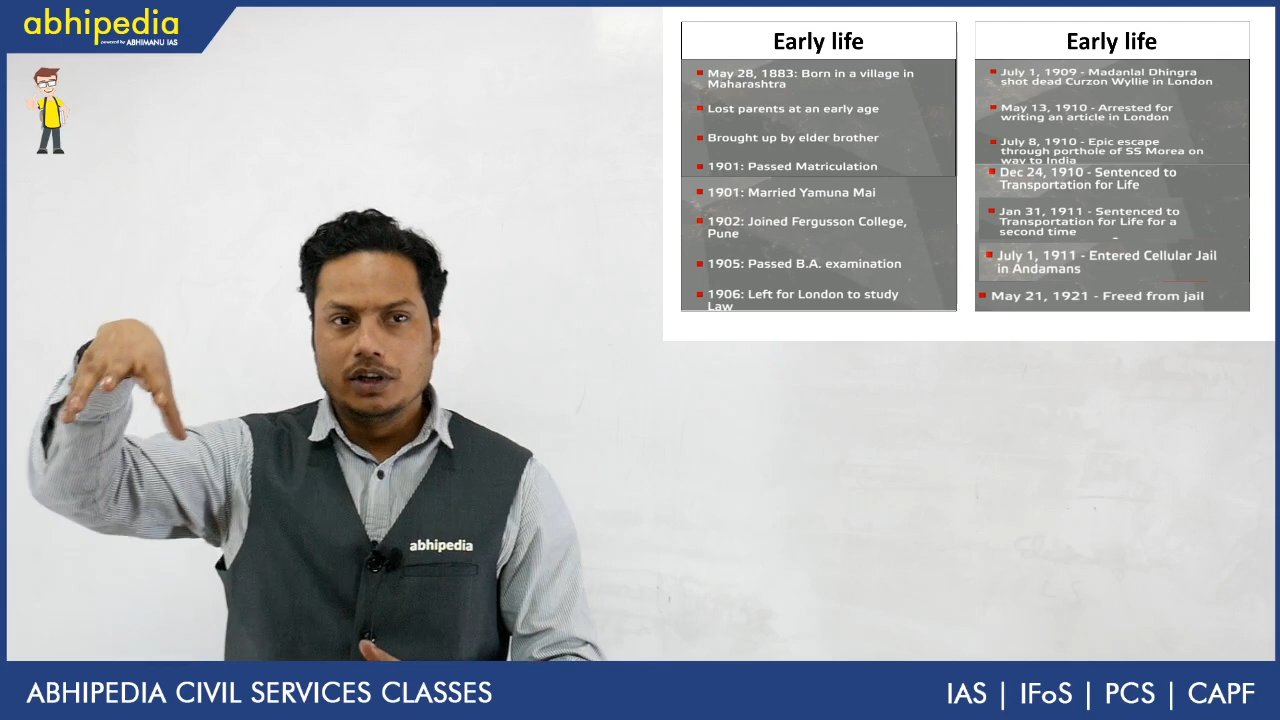 abhipedia
powered by ABHIMANU IAS
Early life
May 28, 1883: Born in a village in
Maharashtra
Lost parents at an early age
Brought up by elder brother
1901: Passed Matriculation
1901: Married Yamuna Mai
1902: Joined Fergusson College,
Pune
1905: Passed B.A. examination
1906: Left for London to study
Law
Early life
July 1, 1909 - Madanlal Dhingra
shot dead Curzon Wyllie in London
May 13, 1910 - Arrested for
writing an article in London
July 8, 1910 - Epic escape
through porthole of SS Morea on
way to India
Dec 24, 1910 - Sentenced to
Transportation for Life
Jan 31, 1911 - Sentenced to
Transportation for Life for a
second time
July 1, 1911 - Entered Cellular Jail
in Andamans
May 21, 1921 - Freed from jail
abhipedia
ABHIPEDIA CIVIL SERVICES CLASSES
IAS | IFoS | PCS | CAPF